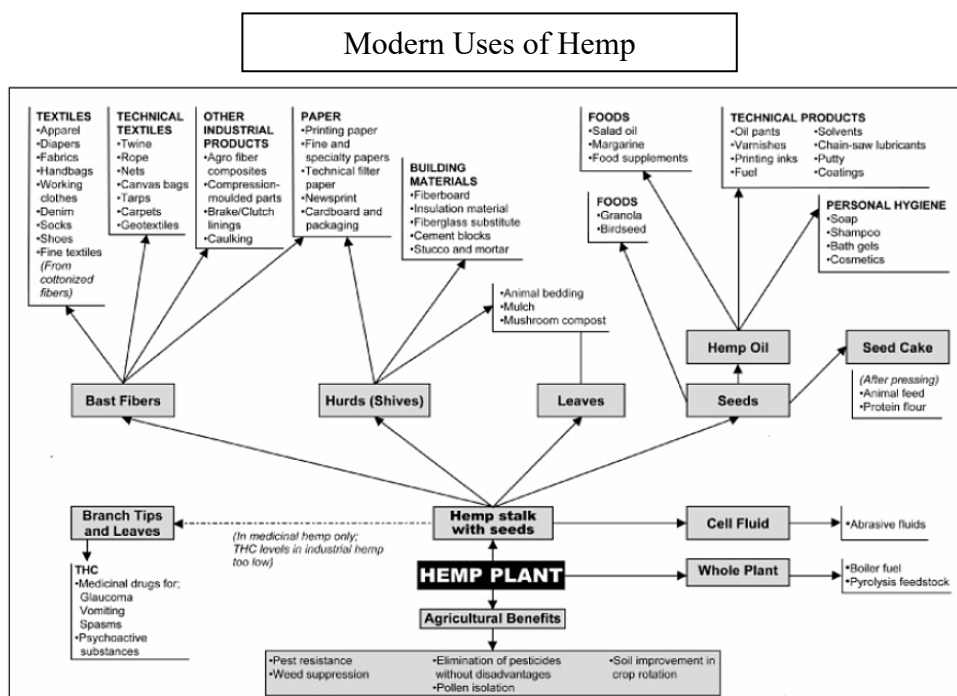 Modern Uses of Hemp
TEXTILES
•Apparel
•Diapers
•Fabrics
•Handbags
•Working
clothes
•Denim
•Socks
•Shoes
•Fine textiles
(From
cottonized
fibers)
TECHNICAL
TEXTILES
•Twine
•Rope
•Nets
•Canvas bags
•Tarps
•Carpets
•Geotextiles
OTHER
INDUSTRIAL
PRODUCTS
•Agro fiber
composites
•Compression-
moulded parts
•Brake/Clutch
linings
•Caulking
PAPER
•Printing paper
•Fine and
specialty papers
•Technical filter
paper
•Newsprint
•Cardboard and
packaging
BUILDING
MATERIALS
•Fiberboard
•Insulation material
•Fiberglass substitute
•Cement blocks
•Stucco and mortar
•Animal bedding
•Mulch
•Mushroom compost
FOODS
•Salad oil
•Margarine
•Food supplements
FOODS
•Granola
•Birdseed
TECHNICAL PRODUCTS
•Oil pants
•Varnishes
•Printing inks
•Fuel
•Solvents
•Chain-saw lubricants
•Putty
•Coatings
PERSONAL HYGIENE
•Soap
•Shampoo
•Bath gels
•Cosmetics
Hemp Oil
Seed Cake
(After pressing)
•Animal feed
•Protein flour
Bast Fibers
Hurds (Shives)
Leaves
Seeds
Branch Tips
and Leaves
(In medicinal hemp only;
THC levels in industrial hemp
too low)
Hemp stalk
with seeds
Cell Fluid
•Abrasive fluids
THC
•Medicinal drugs for;
Glaucoma
Vomiting
Spasms
•Psychoactive
substances
HEMP PLANT
Whole Plant
•Boiler fuel
•Pyrolysis feedstock
Agricultural Benefits
•Pest resistance
•Weed suppression
•Elimination of pesticides
without disadvantages
•Pollen isolation
•Soil improvement in
crop rotation